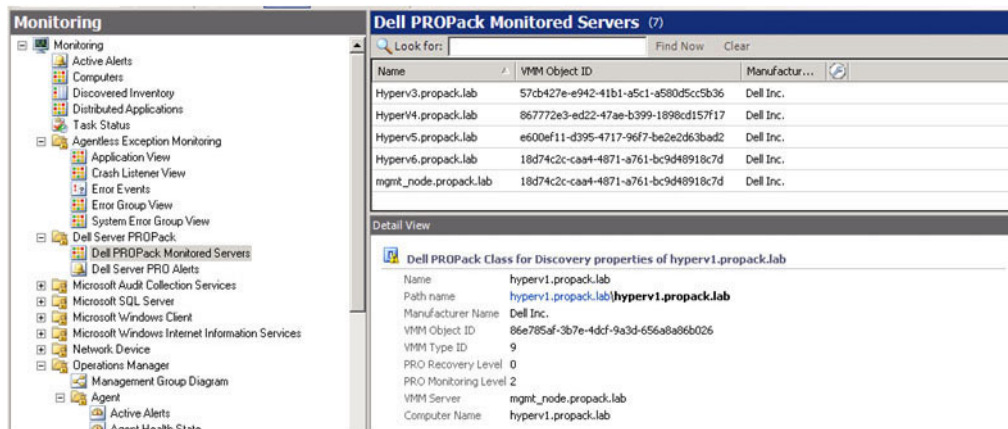 Monitoring
Monitoring
Active Alerts
Computers
Discovered Inventory
Distributed Applications
Task Status
Agentless Exception Monitoring
Application View
Crash Listener View
Error Events
Error Group View
System Error Group View
Dell Server PROPack
Dell PROPack Monitored Servers
Dell Server PRO Alerts
Microsoft Audit Collection Services
Microsoft SQL Server
Microsoft Windows Client
Microsoft Windows Internet Information Services
Network Device
Operations Manager
Management Group Diagram
Agent
Active Alerts
Agent Health State
Dell PROPack Monitored Servers (7)
Look for: Find Now Clear
Name VMM Object ID Manufactur...
Hyperv3.propack.lab 57cb427e-e942-41b1-a5c1-a580d5cc5b36 Dell Inc.
HyperV4.propack.lab 867772e3-ed22-47ae-b399-1898cd157f17 Dell Inc.
Hyperv5.propack.lab e600ef11-d395-4717-96f7-be2e2d63bad2 Dell Inc.
Hyperv6.propack.lab 18d74c2c-caa4-4871-a761-bc9d48918c7d Dell Inc.
mgmt_node.propack.lab 18d74c2c-caa4-4871-a761-bc9d48918c7d Dell Inc.
Detail View
Dell PROPack Class for Discovery properties of hyperv1.propack.lab
Name hyperv1.propack.lab
Path name hyperv1.propack.lab\hyperv1.propack.lab
Manufacturer Name Dell Inc.
VMM Object ID 86e785af-3b7e-4dcf-9a3d-656a8a86b026
VMM Type ID 9
PRO Recovery Level 0
PRO Monitoring Level 2
VMM Server mgmt_node.propack.lab
Computer Name hyperv1.propack.lab